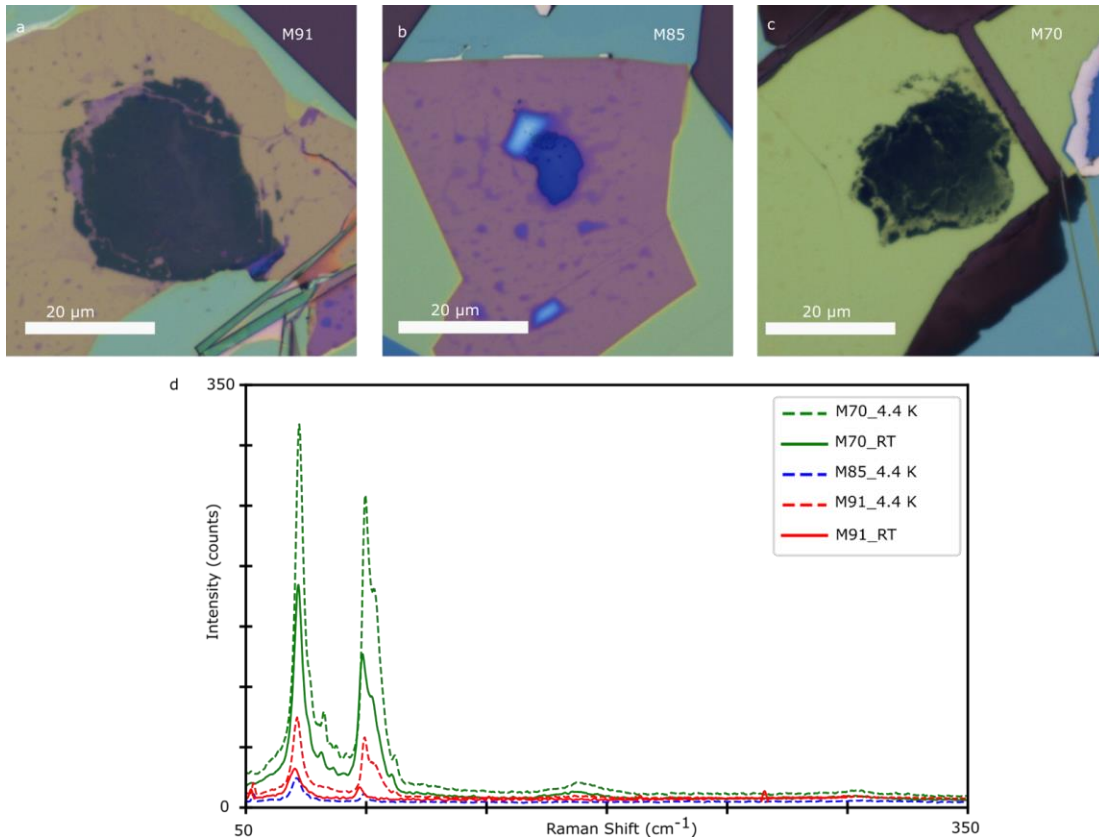 a
M91
20 µm
b
M85
20 µm
c
M70
20 µm
d
350
Intensity (counts)
0
50
Raman Shift (cm⁻¹)
350
M70_4.4 K
M70_RT
M85_4.4 K
M91_4.4 K
M91_RT